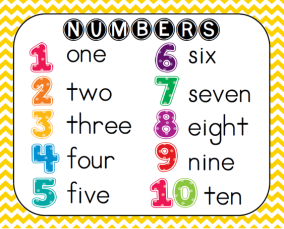 NUMBERS
1 one
2 two
3 three
4 four
5 five
6 six
7 seven
8 eight
9 nine
10 ten